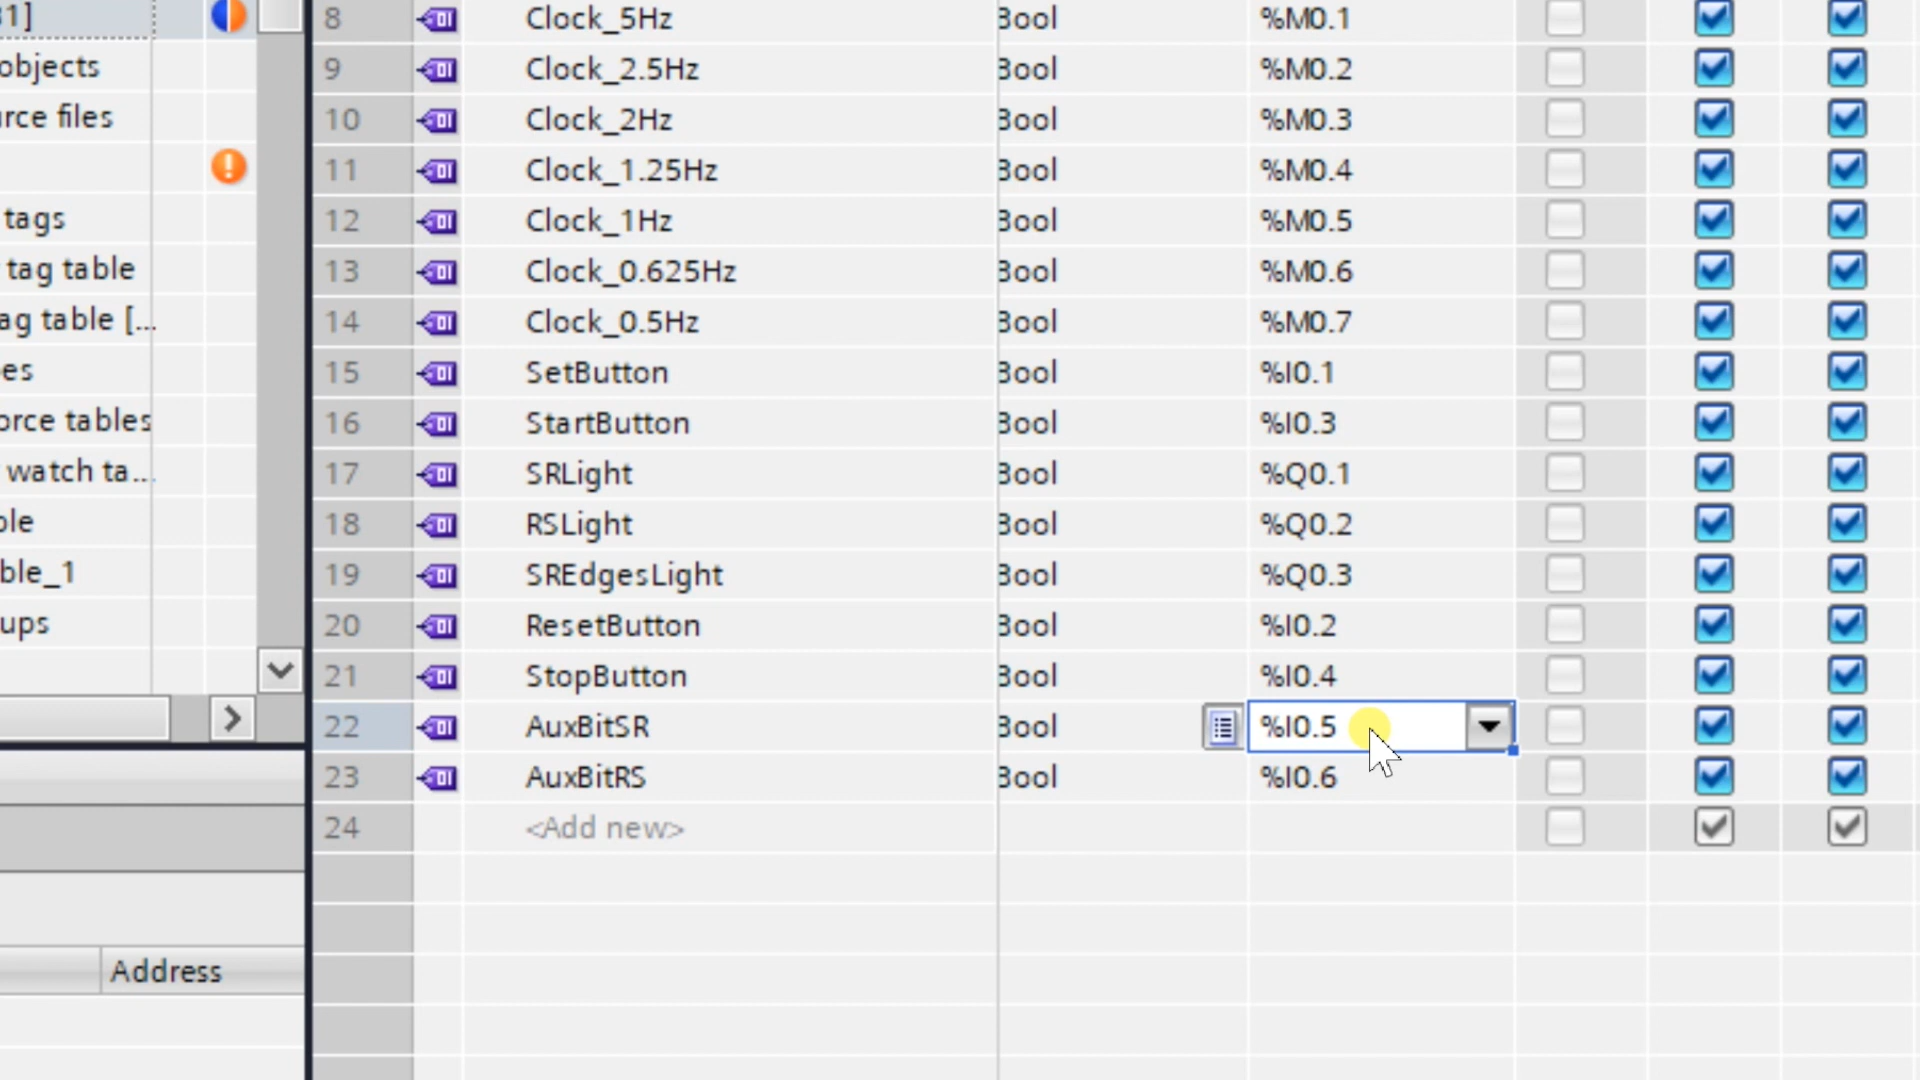 31]
objects
urce files
tags
tag table
ag table [...
es
orce tables
watch ta...
ole
ble_1
ups
Address
8 Clock_5Hz Bool %M0.1
9 Clock_2.5Hz Bool %M0.2
10 Clock_2Hz Bool %M0.3
11 Clock_1.25Hz Bool %M0.4
12 Clock_1Hz Bool %M0.5
13 Clock_0.625Hz Bool %M0.6
14 Clock_0.5Hz Bool %M0.7
15 SetButton Bool %I0.1
16 StartButton Bool %I0.3
17 SRLight Bool %Q0.1
18 RSLight Bool %Q0.2
19 SREdgesLight Bool %Q0.3
20 ResetButton Bool %I0.2
21 StopButton Bool %I0.4
22 AuxBitSR Bool %I0.5
23 AuxBitRS Bool %I0.6
24 <Add new>